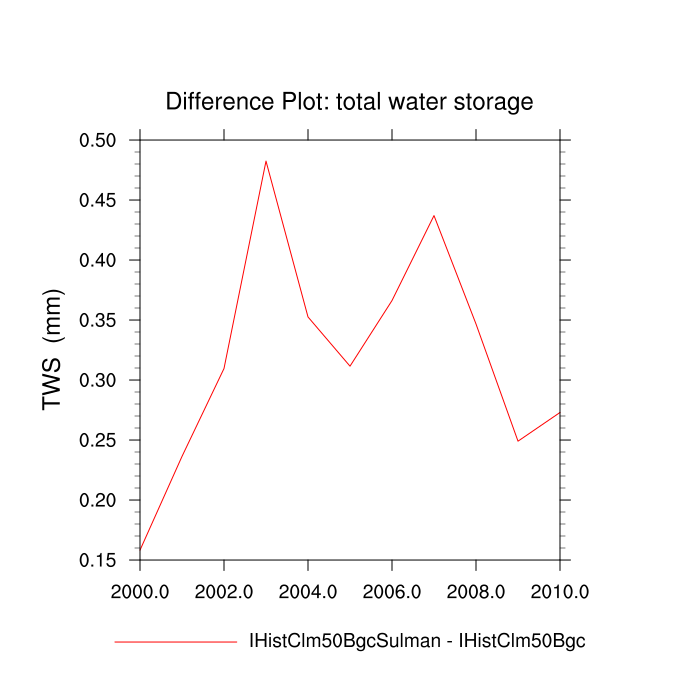 Difference Plot: total water storage
0.50
0.45
0.40
0.35
0.30
0.25
0.20
0.15
TWS (mm)
2000.0 2002.0 2004.0 2006.0 2008.0 2010.0
IHistClm50BgcSulman - IHistClm50Bgc